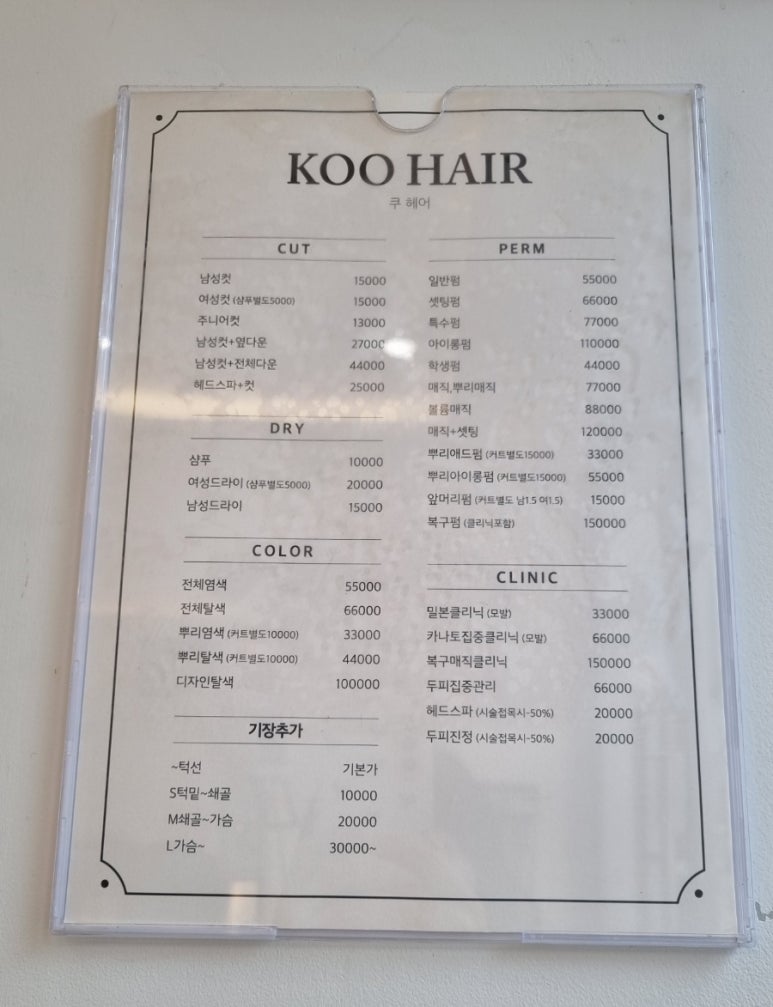 KOO HAIR
쿠 헤어
CUT
남성컷 15000
여성컷 (샴푸별도5000) 15000
주니어컷 13000
남성컷+옆다운 27000
남성컷+전체다운 44000
헤드스파+컷 25000
DRY
샴푸 10000
여성드라이 (샴푸별도5000) 20000
남성드라이 15000
COLOR
전체염색 55000
전체탈색 66000
뿌리염색 (커트별도10000) 33000
뿌리탈색 (커트별도10000) 44000
디자인탈색 100000
기장추가
~턱선 기본가
S턱밑~쇄골 10000
M쇄골~가슴 20000
L가슴~ 30000~
PERM
일반펌 55000
셋팅펌 66000
특수펌 77000
아이롱펌 110000
학생펌 44000
매직,뿌리매직 77000
볼륨매직 88000
매직+셋팅 120000
뿌리애드펌 (커트별도15000) 33000
뿌리아이롱펌 (커트별도15000) 55000
앞머리펌 (커트별도 남1.5 여1.5) 15000
복구펌 (클리닉포함) 150000
CLINIC
밀본클리닉 (모발) 33000
카나토집중클리닉 (모발) 66000
복구매직클리닉 150000
두피집중관리 66000
헤드스파 (시술접목시-50%) 20000
두피진정 (시술접목시-50%) 20000